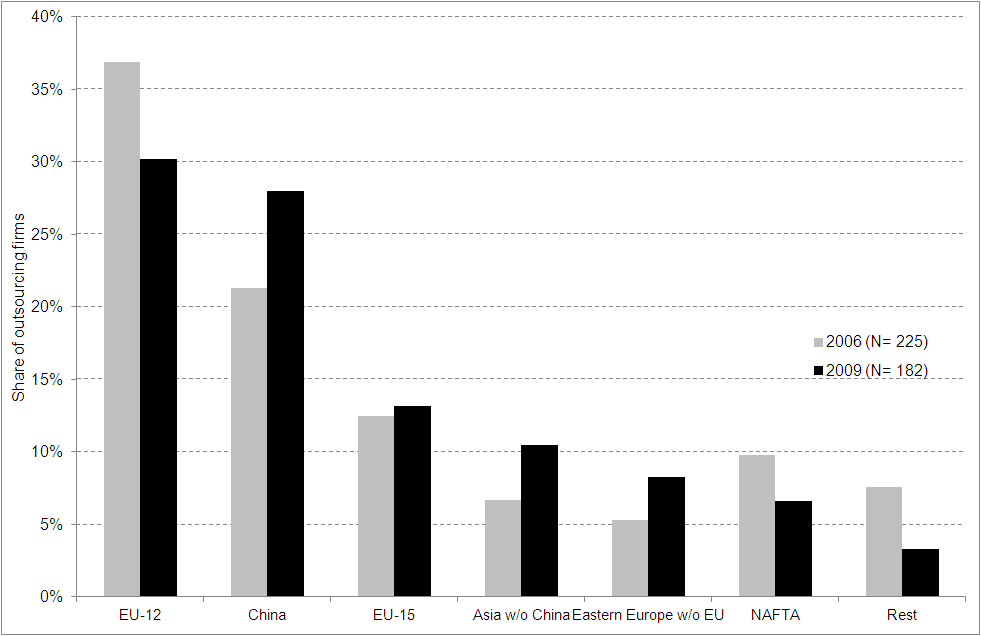 40%
35%
30%
25%
20%
15%
10%
5%
0%
Share of outsourcing firms
2006 (N= 225)
2009 (N= 182)
EU-12 China EU-15 Asia w/o China Eastern Europe w/o EU NAFTA Rest